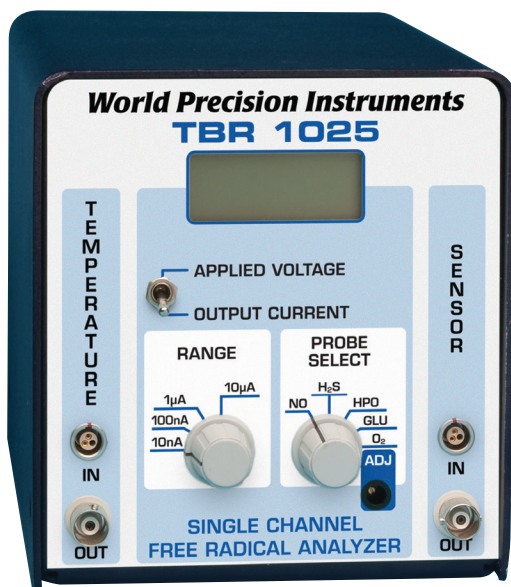 World Precision Instruments
TBR 1025
TEMPERATURE
IN
OUT
APPLIED VOLTAGE
OUTPUT CURRENT
RANGE
10µA
1µA
100nA
10nA
PROBE
SELECT
H₂S
NO
HPO
GLU
O₂
ADJ
SINGLE CHANNEL
FREE RADICAL ANALYZER
SENSOR
IN
OUT